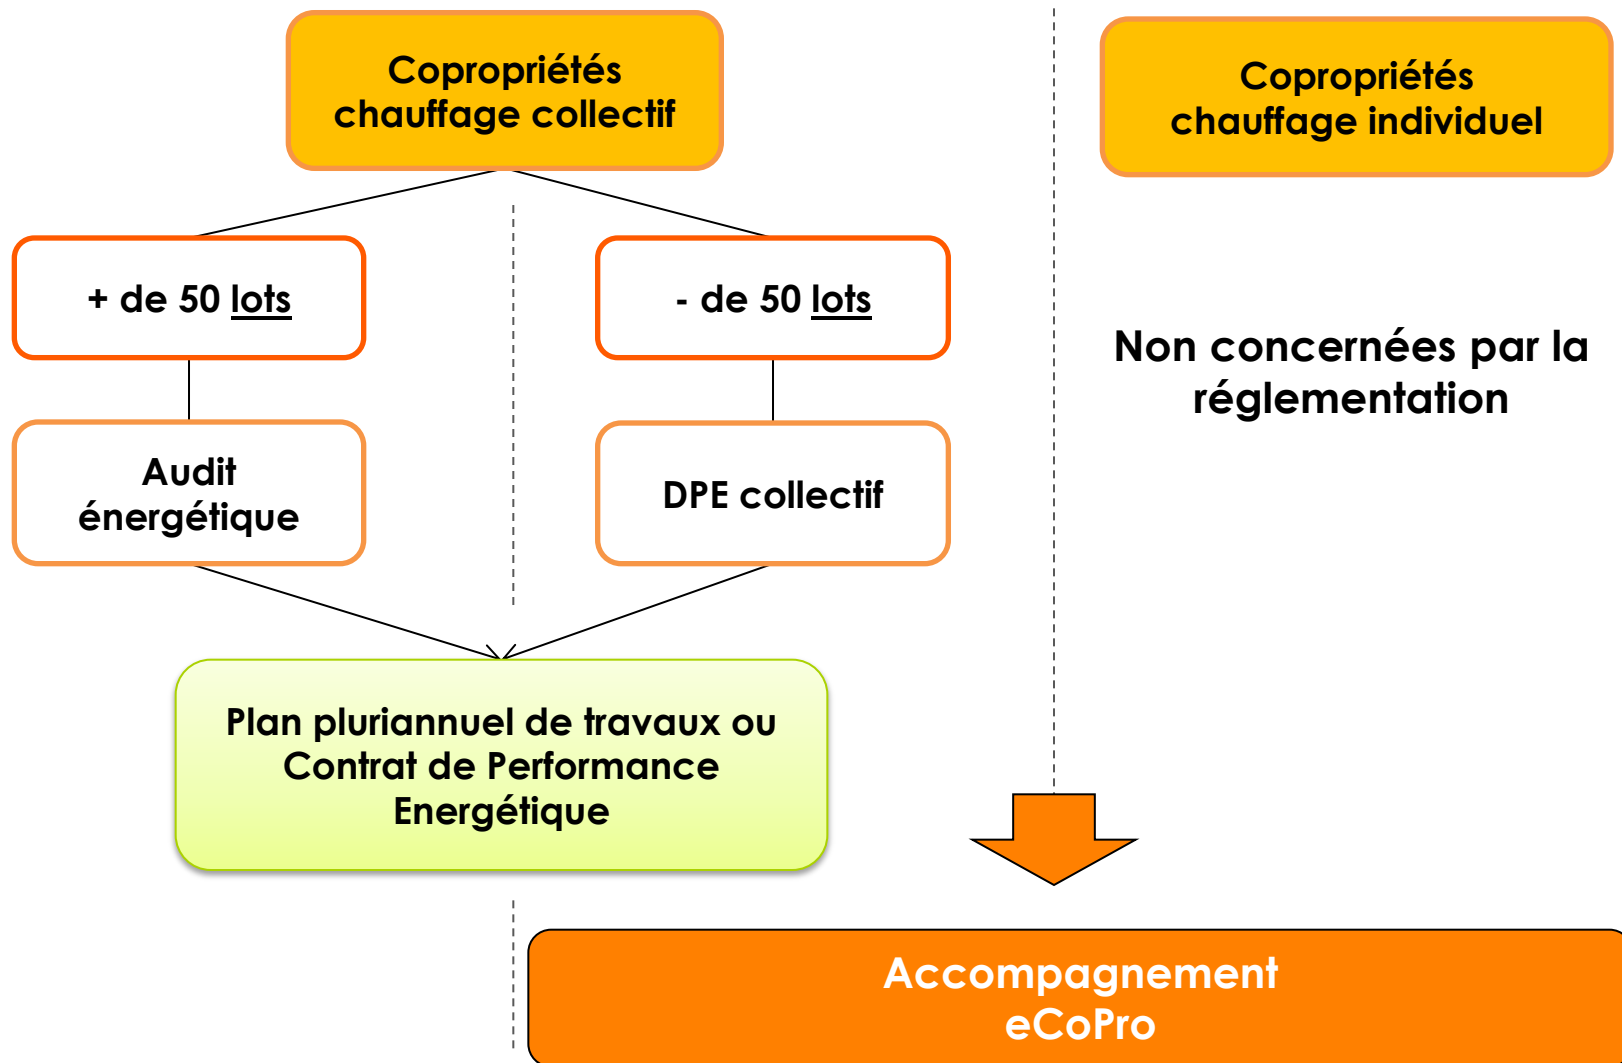 Copropriétés
chauffage collectif
Copropriétés
chauffage individuel
+ de 50 lots
- de 50 lots
Non concernées par la
réglementation
Audit
énergétique
DPE collectif
Plan pluriannuel de travaux ou
Contrat de Performance
Energétique
Accompagnement
eCoPro